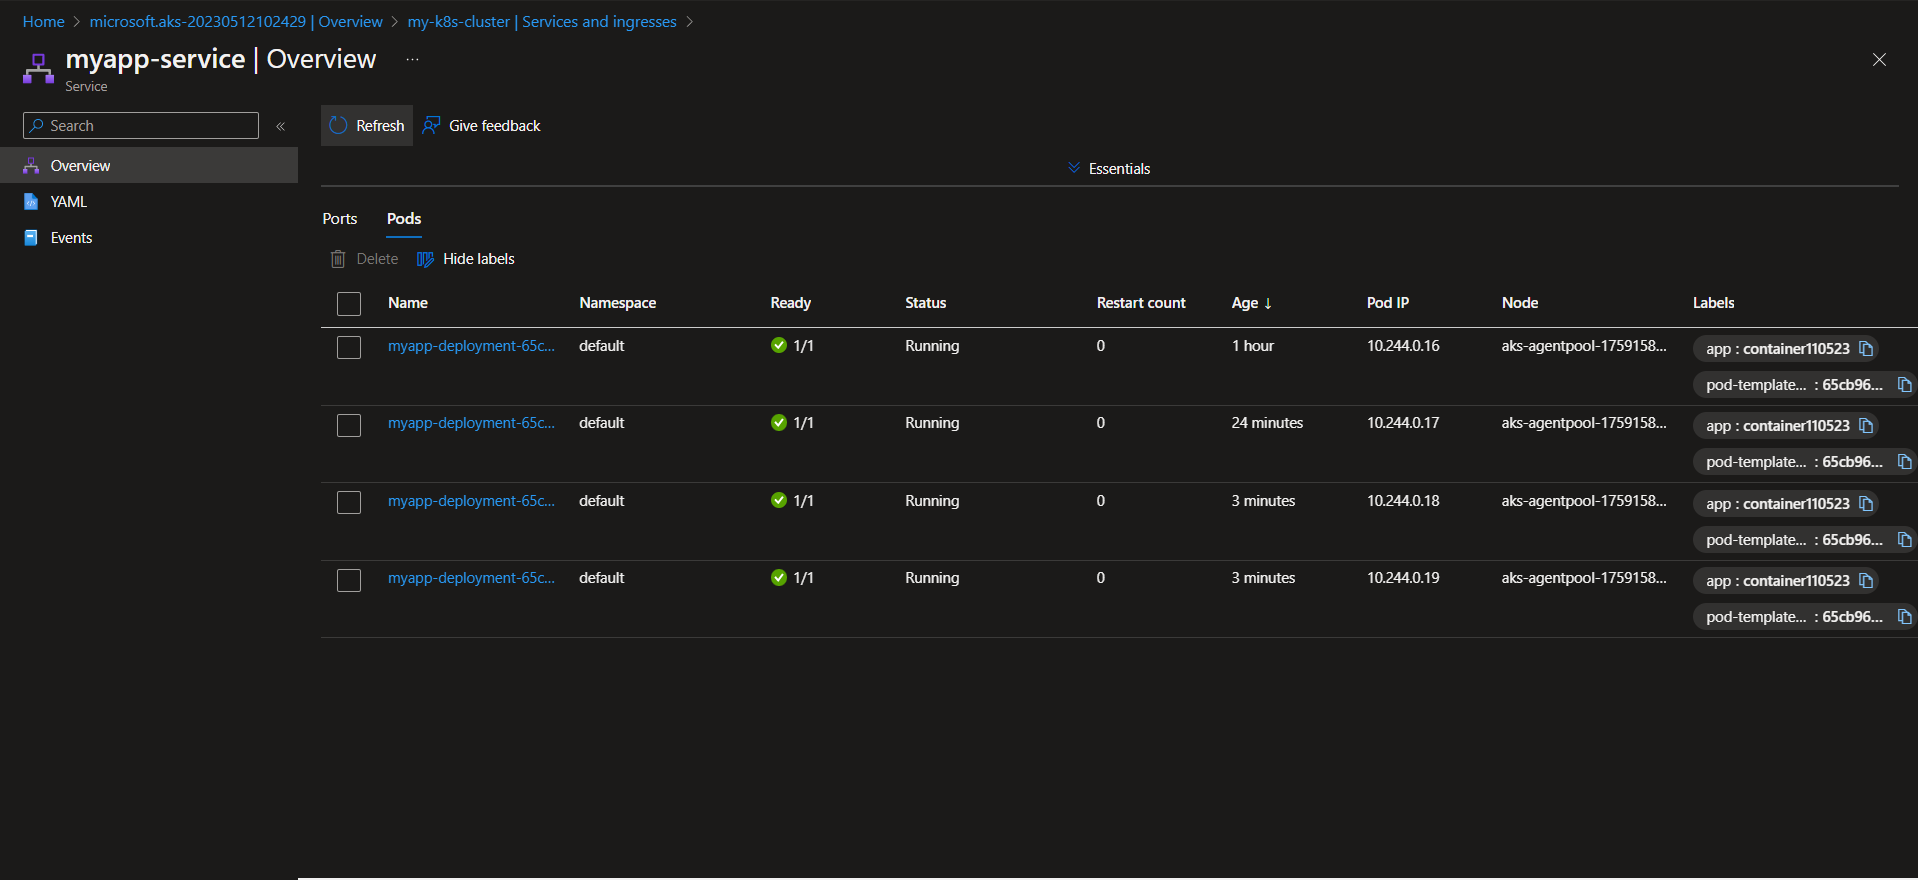 Home > microsoft.aks-20230512102429 | Overview > my-k8s-cluster | Services and ingresses >
myapp-service | Overview ...
Service
Search «
Refresh Give feedback
Overview
YAML
Events
Essentials
Ports Pods
Delete Hide labels
Name Namespace Ready Status Restart count Age ↓ Pod IP Node Labels
myapp-deployment-65c... default 1/1 Running 0 1 hour 10.244.0.16 aks-agentpool-1759158... app : container110523
pod-template... : 65cb96...
myapp-deployment-65c... default 1/1 Running 0 24 minutes 10.244.0.17 aks-agentpool-1759158... app : container110523
pod-template... : 65cb96...
myapp-deployment-65c... default 1/1 Running 0 3 minutes 10.244.0.18 aks-agentpool-1759158... app : container110523
pod-template... : 65cb96...
myapp-deployment-65c... default 1/1 Running 0 3 minutes 10.244.0.19 aks-agentpool-1759158... app : container110523
pod-template... : 65cb96...